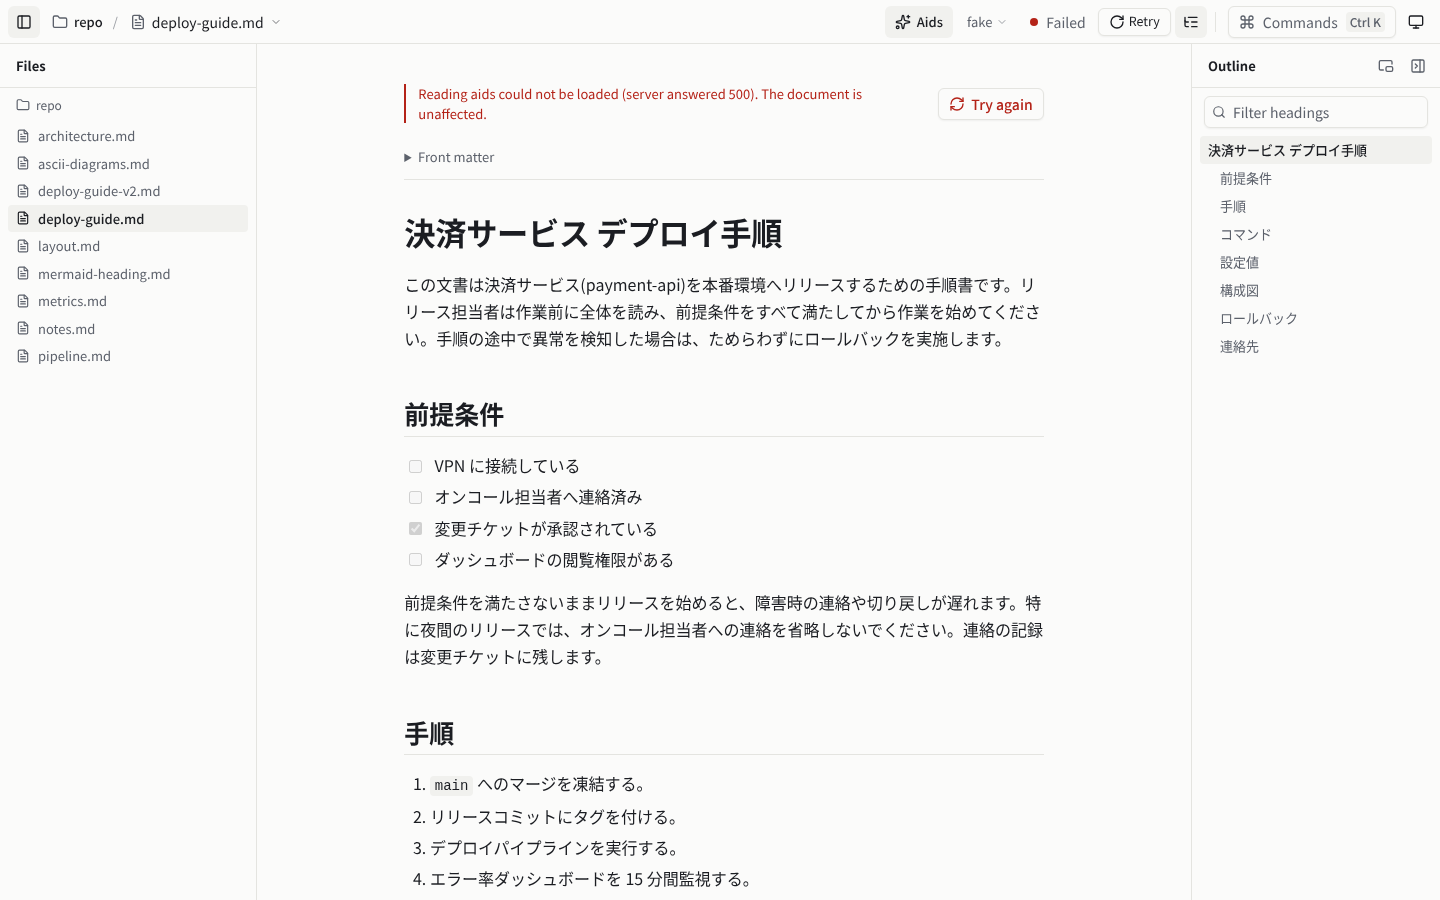 repo / deploy-guide.md
Aids
fake
Failed
Retry
Commands Ctrl K
Files
repo
architecture.md
ascii-diagrams.md
deploy-guide-v2.md
deploy-guide.md
layout.md
mermaid-heading.md
metrics.md
notes.md
pipeline.md
Reading aids could not be loaded (server answered 500). The document is
unaffected.
Try again
Front matter
決済サービス デプロイ手順
この文書は決済サービス(payment-api)を本番環境へリリースするための手順書です。リ
リース担当者は作業前に全体を読み、前提条件をすべて満たしてから作業を始めてくださ
い。手順の途中で異常を検知した場合は、ためらわずにロールバックを実施します。
前提条件
VPN に接続している
オンコール担当者へ連絡済み
変更チケットが承認されている
ダッシュボードの閲覧権限がある
前提条件を満たさないままリリースを始めると、障害時の連絡や切り戻しが遅れます。特
に夜間のリリースでは、オンコール担当者への連絡を省略しないでください。連絡の記録
は変更チケットに残します。
手順
1. main へのマージを凍結する。
2. リリースコミットにタグを付ける。
3. デプロイパイプラインを実行する。
4. エラー率ダッシュボードを 15 分間監視する。
Outline
Filter headings
決済サービス デプロイ手順
前提条件
手順
コマンド
設定値
構成図
ロールバック
連絡先